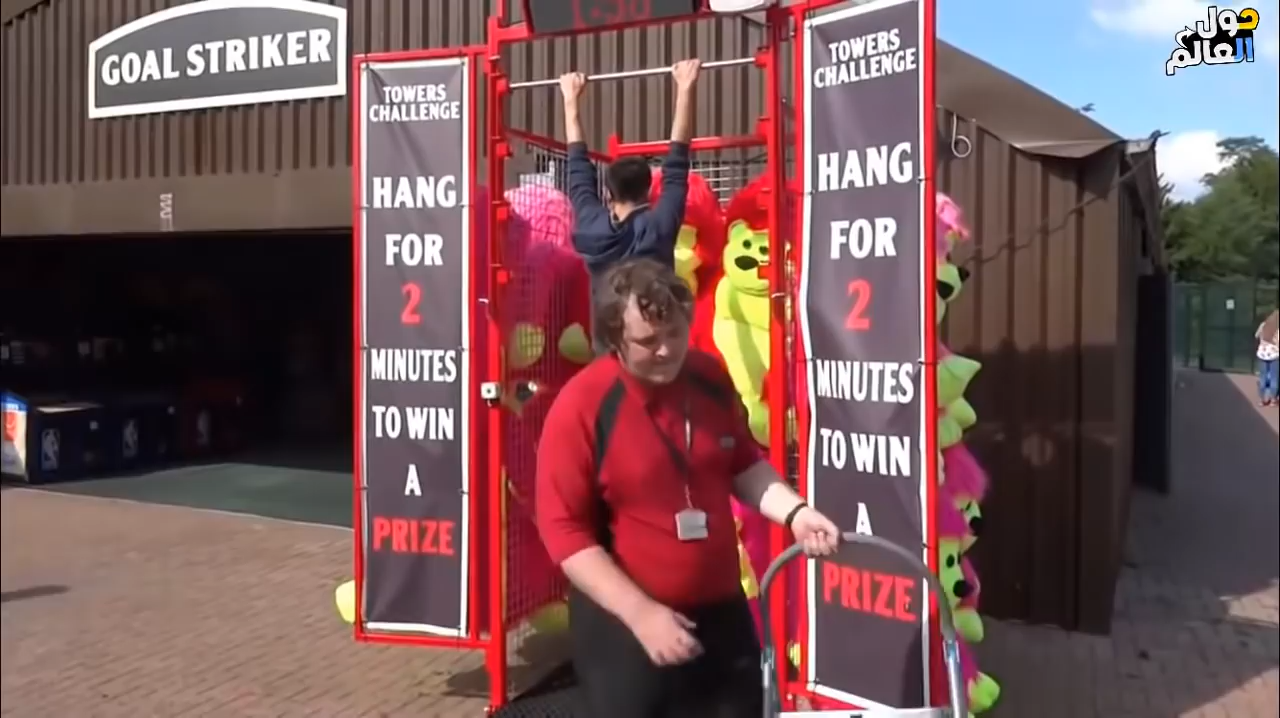 GOAL STRIKER
TOWERS
CHALLENGE
HANG
FOR
2
MINUTES
TO WIN
A
PRIZE
TOWERS
CHALLENGE
HANG
FOR
2
MINUTES
TO WIN
A
PRIZE
حول
العالم